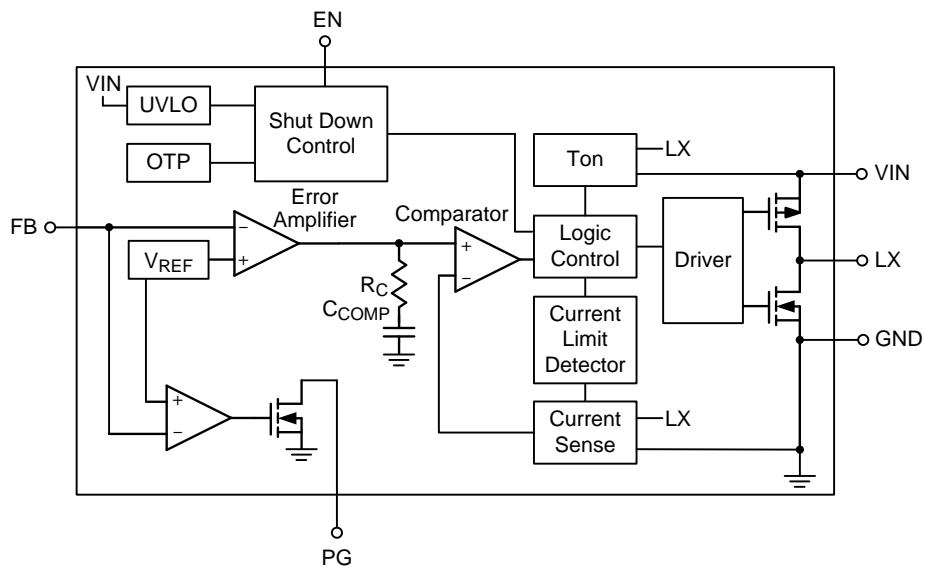 EN
VIN
UVLO
OTP
Shut Down
Control
Ton
LX
VIN
FB
Error
Amplifier
−
+
VREF
Comparator
+
−
RC
CCOMP
Logic
Control
Driver
LX
Current
Limit
Detector
GND
+
−
Current
Sense
LX
PG